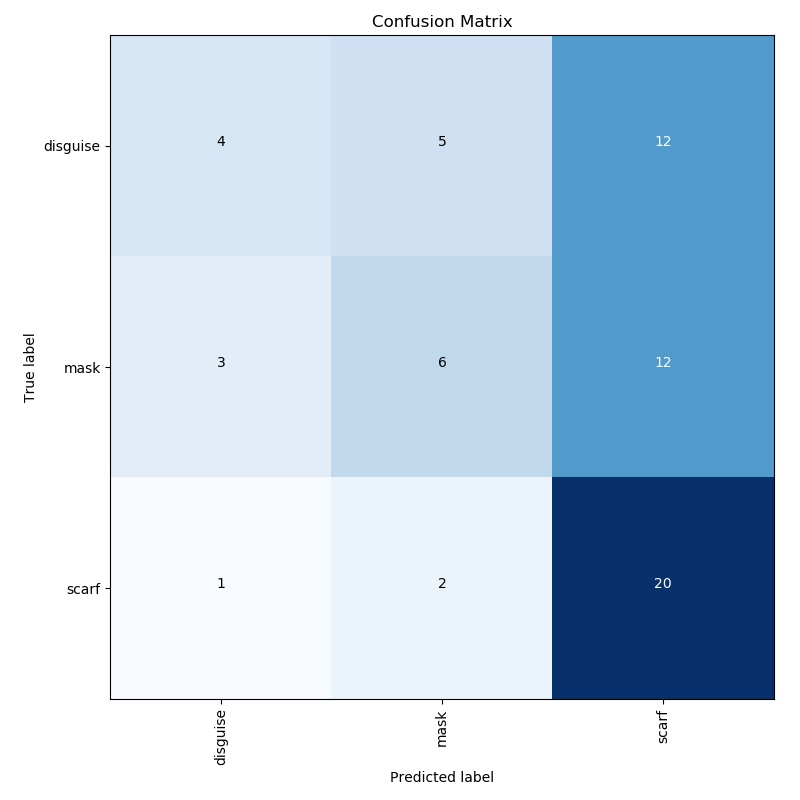 Confusion Matrix
True label
disguise 4 5 12
mask 3 6 12
scarf 1 2 20
disguise mask scarf
Predicted label